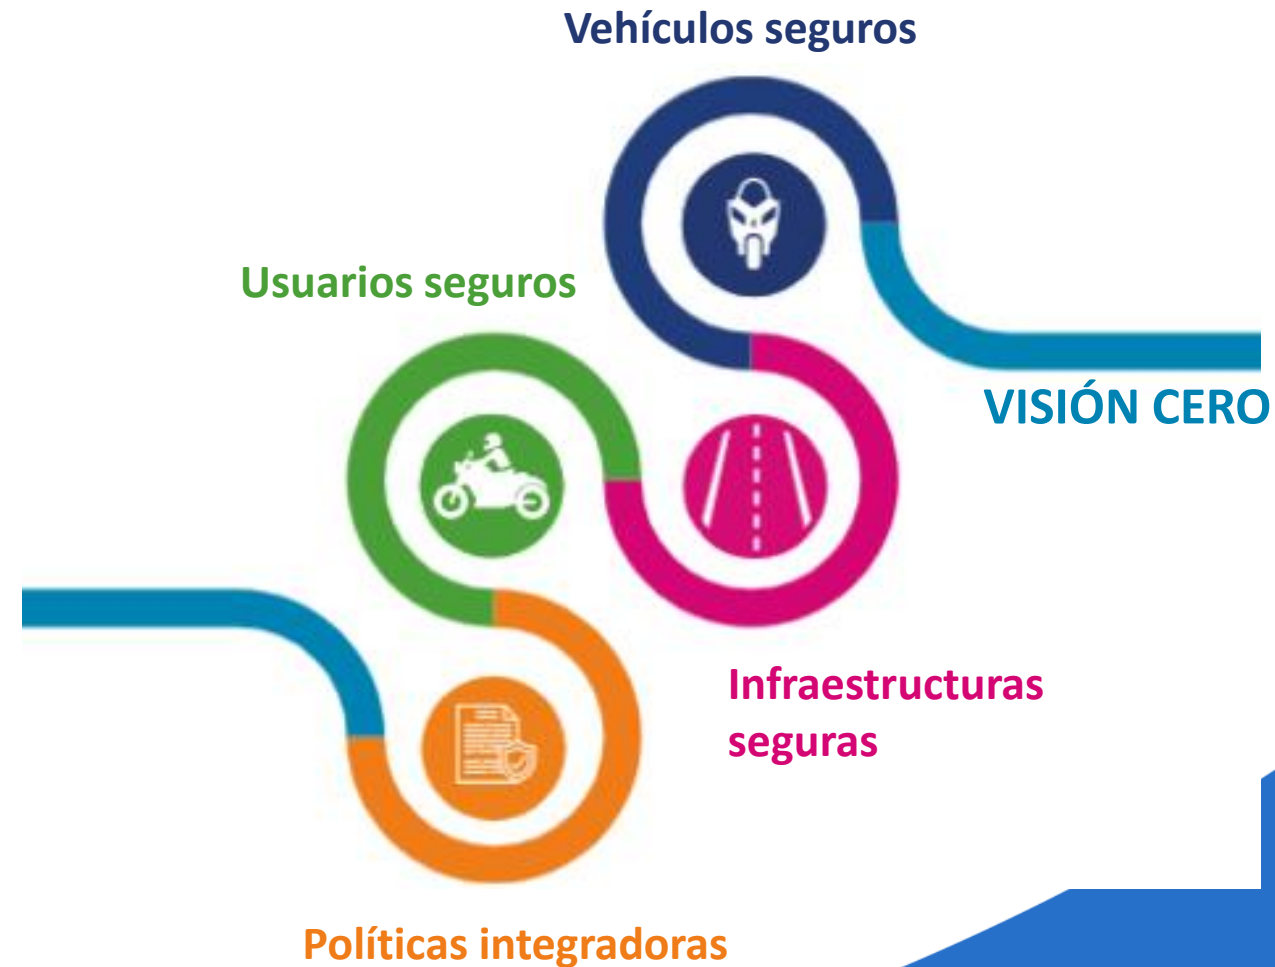 Vehículos seguros
Usuarios seguros
VISIÓN CERO
Infraestructuras
seguras
Políticas integradoras